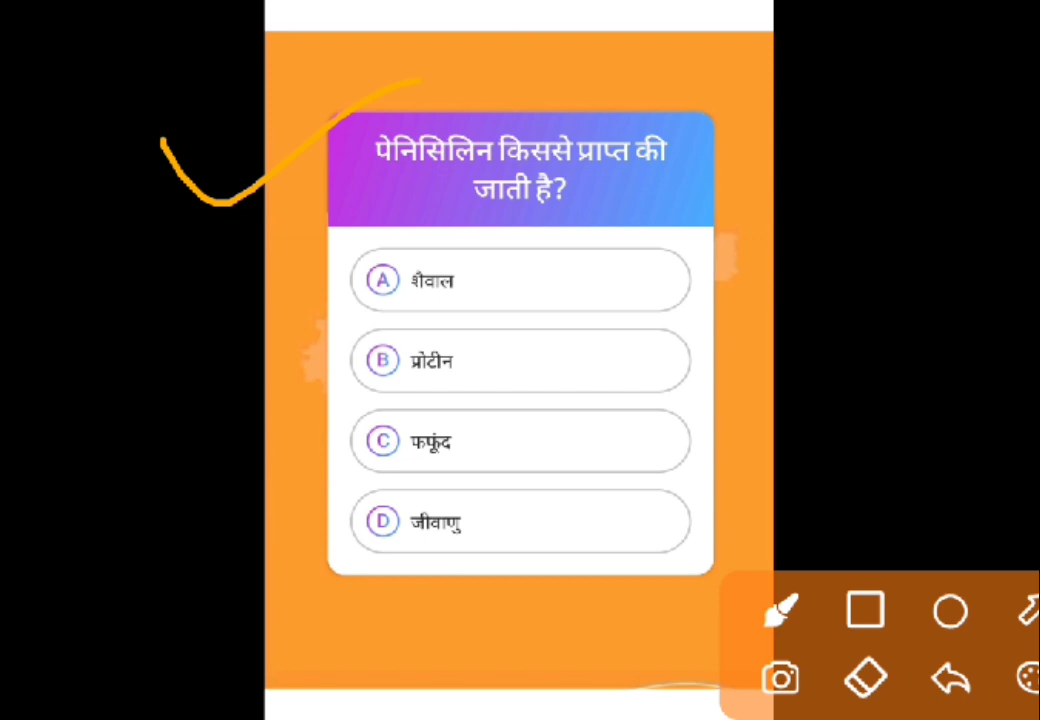 पेनिसिलिन किससे प्राप्त की
जाती है?
A शैवाल
B प्रोटीन
C फफूंद
D जीवाणु